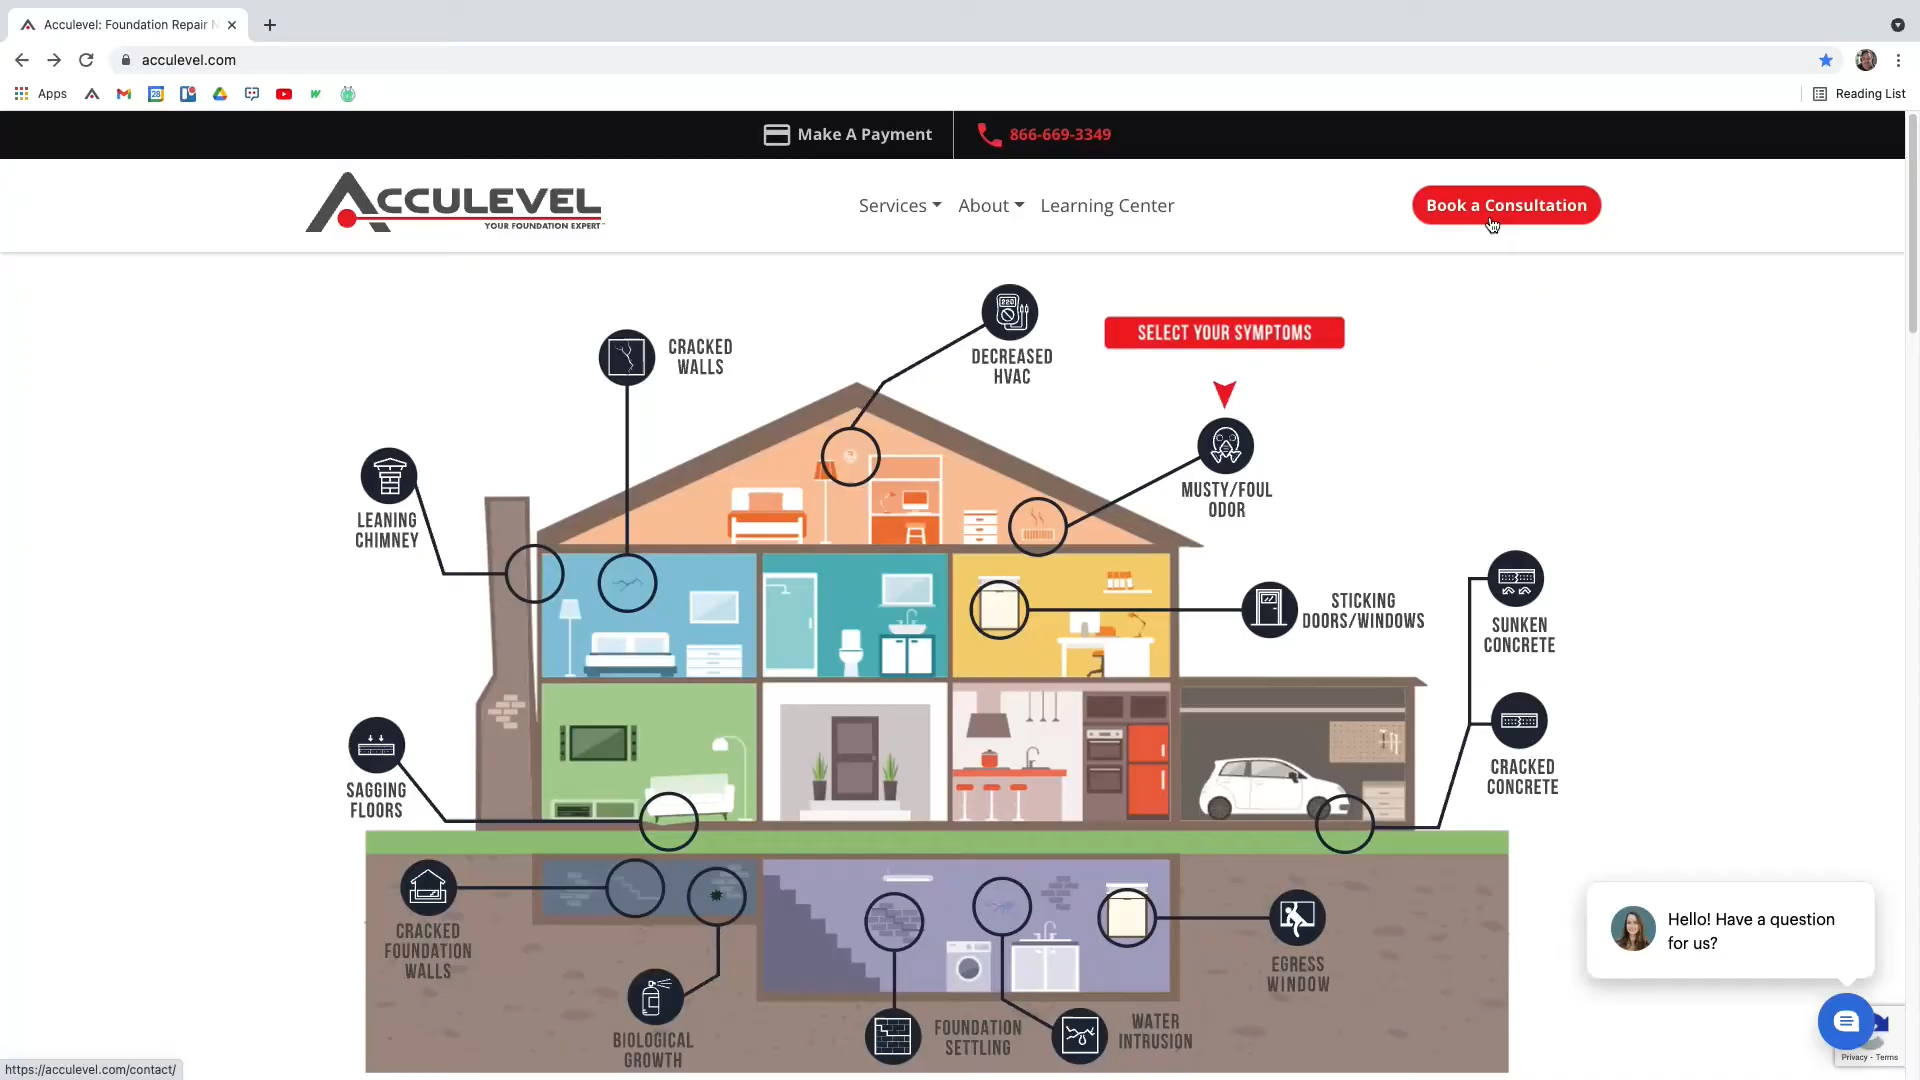 Acculevel: Foundation Repair N
acculevel.com
Apps
Reading List
Make A Payment
866-669-3349
ACCULEVEL
YOUR FOUNDATION EXPERT
Services
About
Learning Center
Book a Consultation
SELECT YOUR SYMPTOMS
CRACKED
WALLS
DECREASED
HVAC
MUSTY/FOUL
ODOR
LEANING
CHIMNEY
STICKING
DOORS/WINDOWS
SUNKEN
CONCRETE
CRACKED
CONCRETE
SAGGING
FLOORS
CRACKED
FOUNDATION
WALLS
BIOLOGICAL
GROWTH
FOUNDATION
SETTLING
WATER
INTRUSION
EGRESS
WINDOW
Hello! Have a question
for us?
Privacy - Terms
https://acculevel.com/contact/